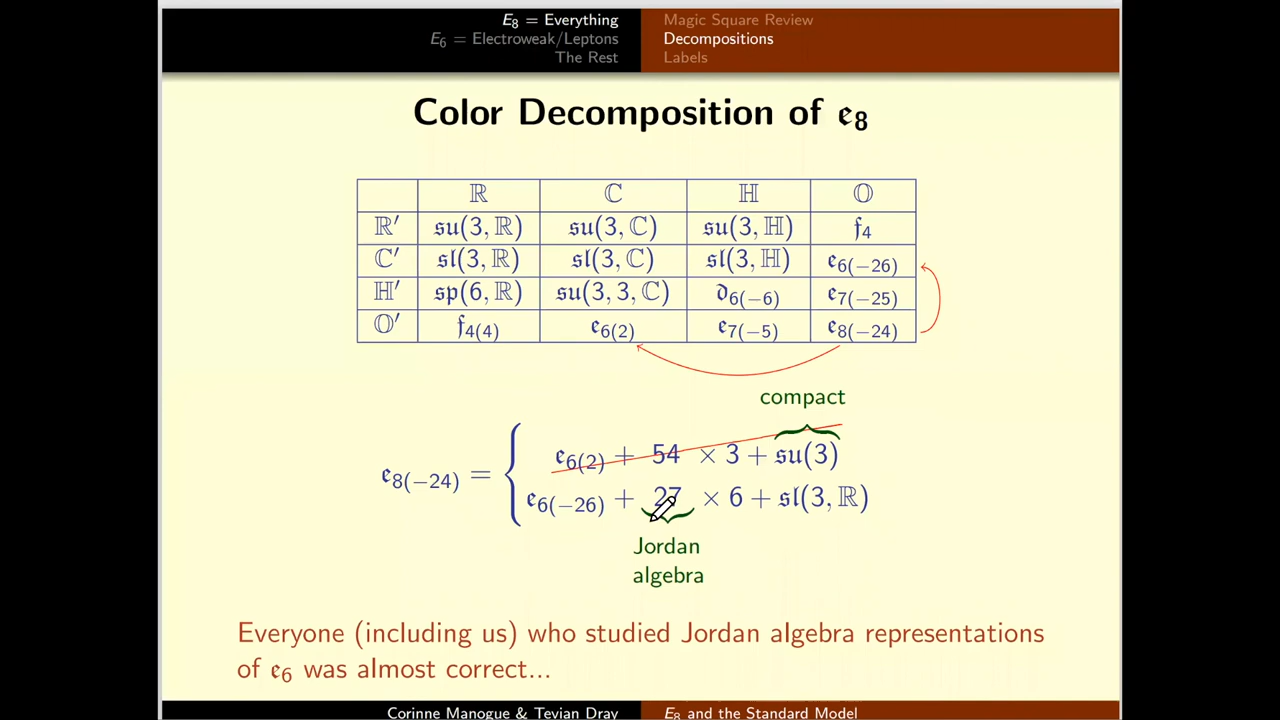 E₈ = Everything
E₆ = Electroweak/Leptons
The Rest
Magic Square Review
Decompositions
Labels
Color Decomposition of 𝔢₈
ℝ ℂ ℍ 𝕆
ℝ′ 𝔰𝔲(3, ℝ) 𝔰𝔲(3, ℂ) 𝔰𝔲(3, ℍ) 𝔣₄
ℂ′ 𝔰𝔩(3, ℝ) 𝔰𝔩(3, ℂ) 𝔰𝔩(3, ℍ) 𝔢₆₍₋₂₆₎
ℍ′ 𝔰𝔭(6, ℝ) 𝔰𝔲(3, 3, ℂ) 𝔡₆₍₋₆₎ 𝔢₇₍₋₂₅₎
𝕆′ 𝔣₄₍₄₎ 𝔢₆₍₂₎ 𝔢₇₍₋₅₎ 𝔢₈₍₋₂₄₎
compact
𝔢₆₍₂₎ + 54 × 3 + 𝔰𝔲(3)
𝔢₈₍₋₂₄₎ =
𝔢₆₍₋₂₆₎ + 27 × 6 + 𝔰𝔩(3, ℝ)
Jordan
algebra
Everyone (including us) who studied Jordan algebra representations
of 𝔢₆ was almost correct...
Corinne Manogue & Tevian Dray
E₈ and the Standard Model